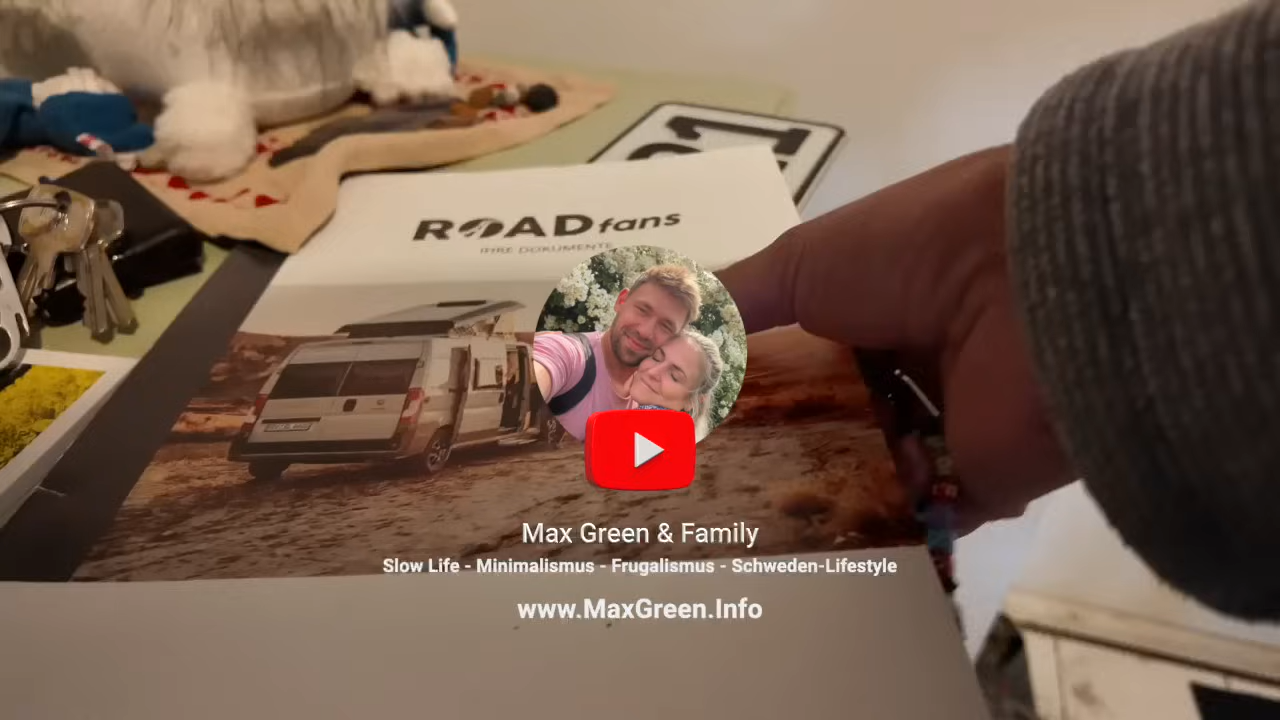 ROADfans
IHRE DOKUMENTE
Max Green & Family
Slow Life - Minimalismus - Frugalismus - Schweden-Lifestyle
www.MaxGreen.Info